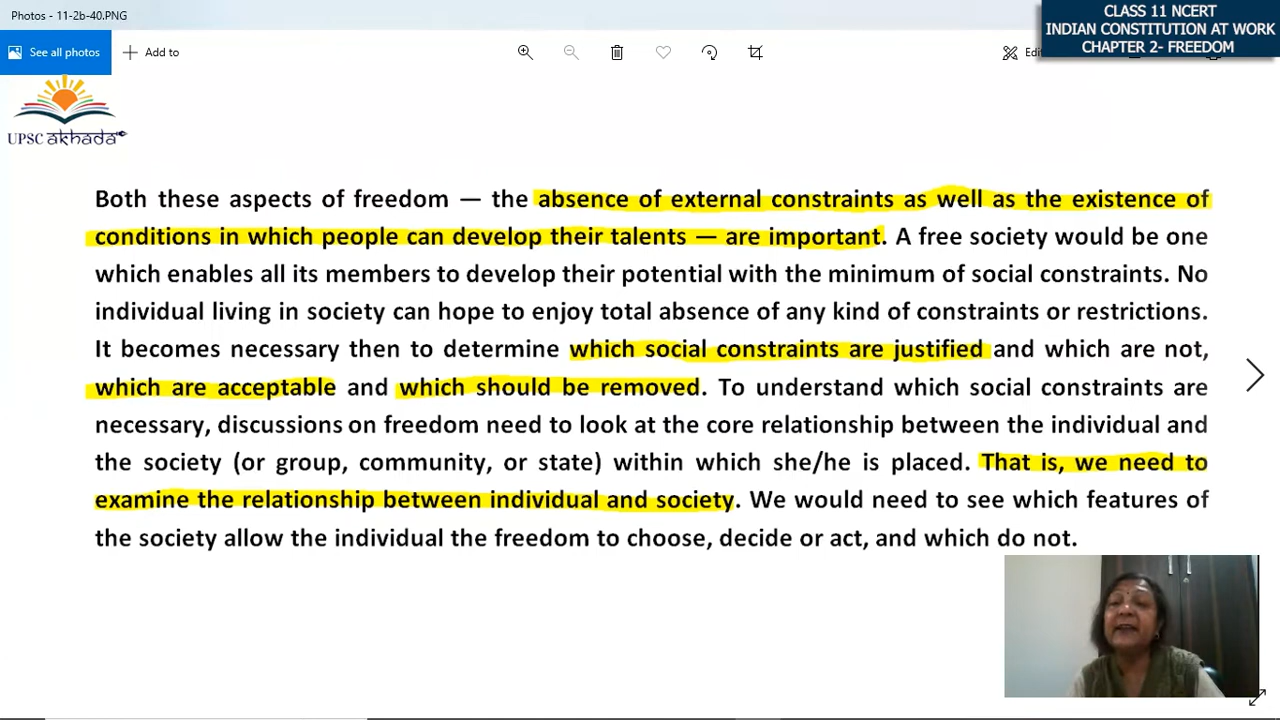 Photos - 11-2b-40.PNG
CLASS 11 NCERT
INDIAN CONSTITUTION AT WORK
CHAPTER 2- FREEDOM
See all photos
Add to
UPSC akhada
Both these aspects of freedom — the absence of external constraints as well as the existence of
conditions in which people can develop their talents — are important. A free society would be one
which enables all its members to develop their potential with the minimum of social constraints. No
individual living in society can hope to enjoy total absence of any kind of constraints or restrictions.
It becomes necessary then to determine which social constraints are justified and which are not,
which are acceptable and which should be removed. To understand which social constraints are
necessary, discussions on freedom need to look at the core relationship between the individual and
the society (or group, community, or state) within which she/he is placed. That is, we need to
examine the relationship between individual and society. We would need to see which features of
the society allow the individual the freedom to choose, decide or act, and which do not.